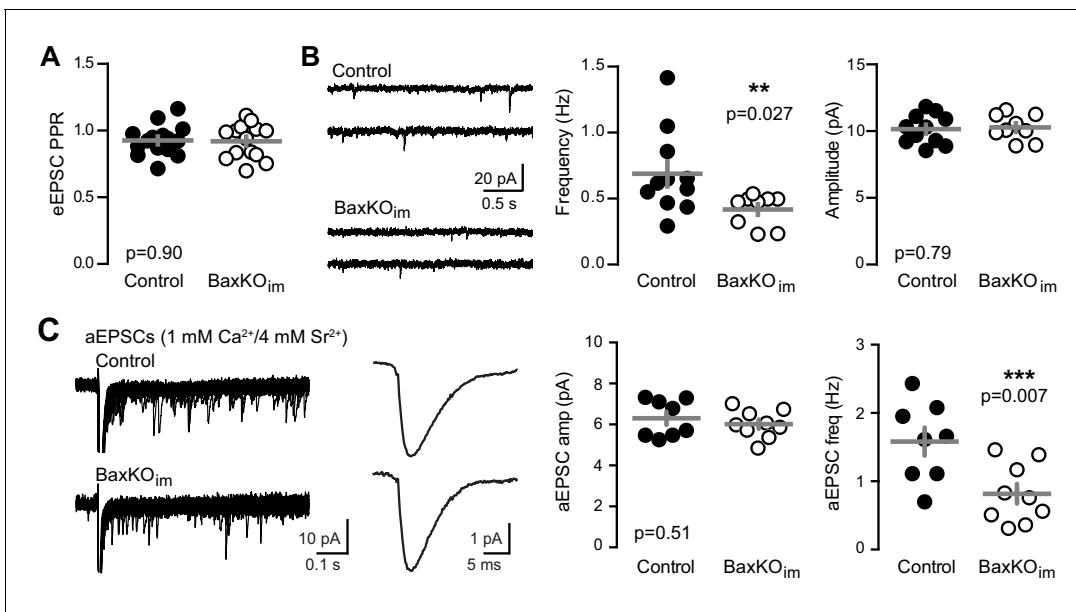 A
eEPSC PPR
1.5
1.0
0.5
0.0
p=0.90
Control
BaxKOim
B
Control
20 pA
0.5 s
BaxKOim
Frequency (Hz)
1.5
1.0
0.5
0.0
**
p=0.027
Control
BaxKOim
Amplitude (pA)
15
10
5
0
p=0.79
Control
BaxKOim
C
aEPSCs (1 mM Ca²⁺/4 mM Sr²⁺)
Control
BaxKOim
10 pA
0.1 s
1 pA
5 ms
aEPSC amp (pA)
10
8
6
4
2
0
p=0.51
Control
BaxKOim
aEPSC freq (Hz)
3
2
1
0
***
p=0.007
Control
BaxKOim